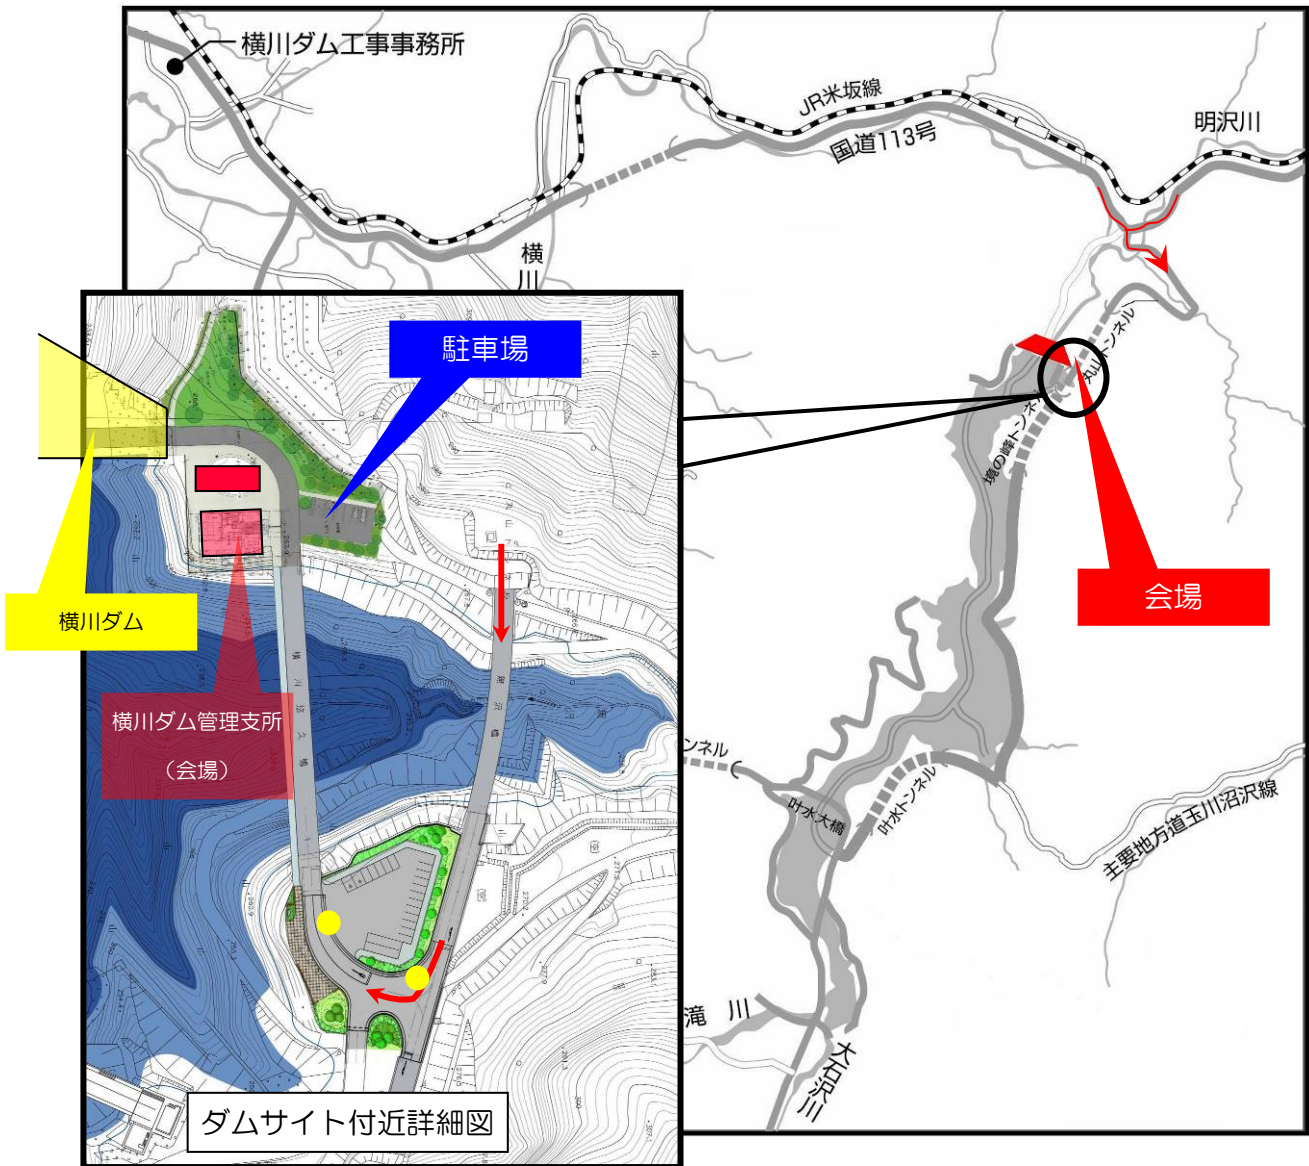 横川ダム工事事務所
JR米坂線
国道113号
明沢川
横
川
駐車場
丸山トンネル
境の峰トンネル
会場
横川ダム
横川ダム管理支所
（会場）
横川悠久橋
ンネル
叶水大橋
叶水トンネル
主要地方道玉川沼沢線
滝 川
大石沢川
ダムサイト付近詳細図